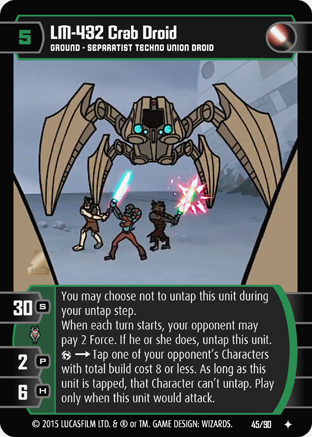 5
LM-432 Crab Droid
GROUND - SEPARATIST TECHNO UNION DROID
30 S
2 P
6 H
You may choose not to untap this unit during
your untap step.
When each turn starts, your opponent may
pay 2 Force. If he or she does, untap this unit.
→ Tap one of your opponent's Characters
with total build cost 8 or less. As long as this
unit is tapped, that Character can't untap. Play
only when this unit would attack.
© 2015 LUCASFILM LTD. & ® or TM. GAME DESIGN: WIZARDS. 45/90